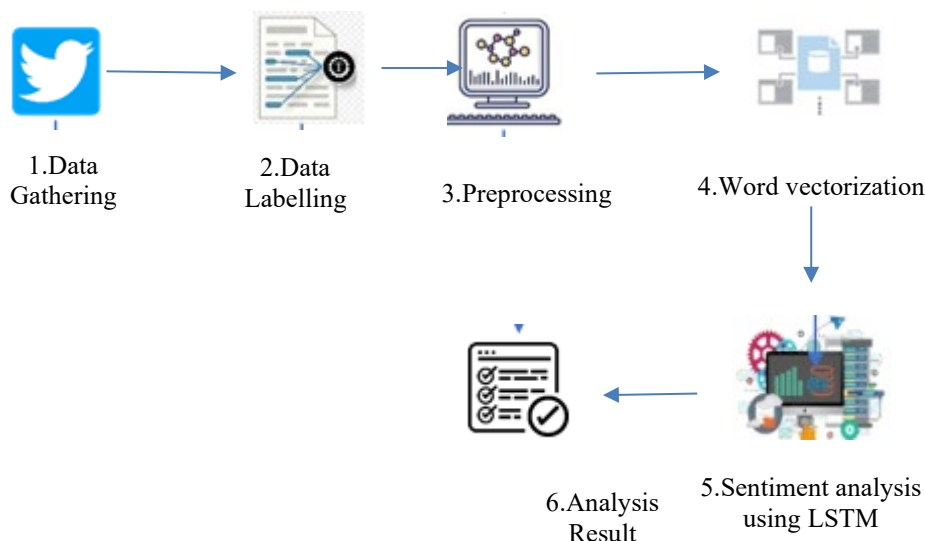 1.Data
Gathering
2.Data
Labelling
3.Preprocessing
4.Word vectorization
5.Sentiment analysis
using LSTM
6.Analysis
Result